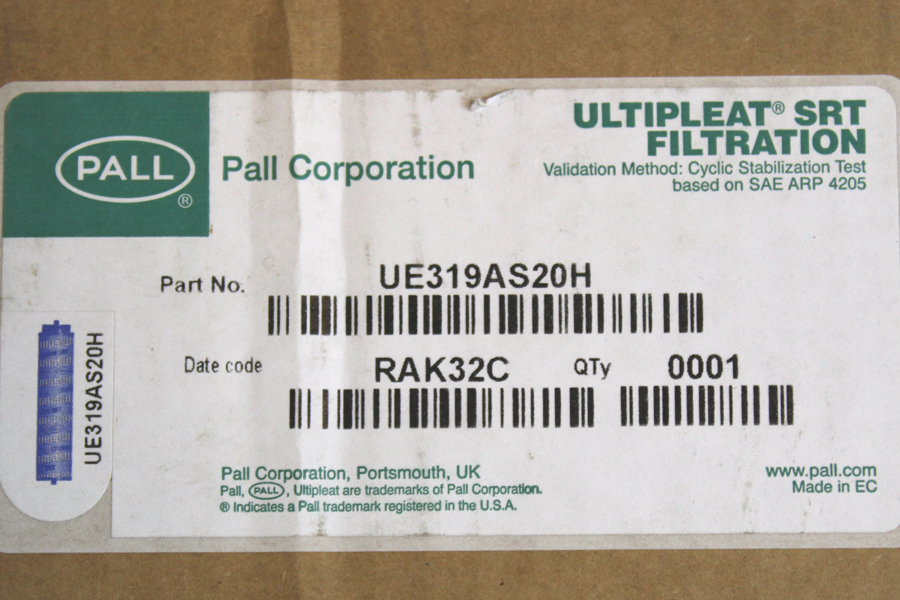 PALL
®
Pall Corporation
ULTIPLEAT® SRT
FILTRATION
Validation Method: Cyclic Stabilization Test
based on SAE ARP 4205
Part No. UE319AS20H
Date code RAK32C QTy 0001
UE319AS20H
Pall Corporation, Portsmouth, UK
Pall, PALL, Ultipleat are trademarks of Pall Corporation.
® Indicates a Pall trademark registered in the U.S.A.
www.pall.com
Made in EC